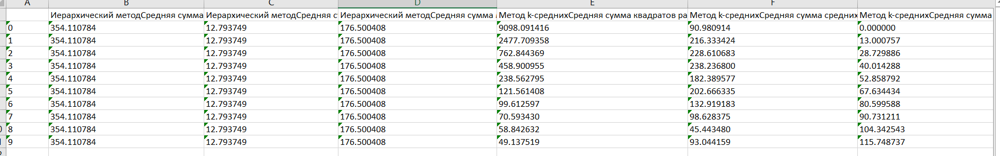 A B C D E F
Иерархический методСредняя сумма Иерархический методСредняя с Иерархический методСредняя сумма Метод k-среднихСредняя сумма квадратов ра Метод k-среднихСредняя сумма средних Метод k-среднихСредняя сумма
0 354.110784 12.793749 176.500408 9098.091416 90.980914 0.000000
1 354.110784 12.793749 176.500408 2477.709358 216.333424 13.000757
2 354.110784 12.793749 176.500408 762.844369 228.610683 28.729886
3 354.110784 12.793749 176.500408 458.900955 238.236800 40.014288
4 354.110784 12.793749 176.500408 238.562795 182.389577 52.858792
5 354.110784 12.793749 176.500408 121.561408 202.666335 67.634434
6 354.110784 12.793749 176.500408 99.612597 132.919183 80.599588
7 354.110784 12.793749 176.500408 70.593430 98.628375 90.731211
8 354.110784 12.793749 176.500408 58.842632 45.443480 104.342543
9 354.110784 12.793749 176.500408 49.137519 93.044159 115.748737